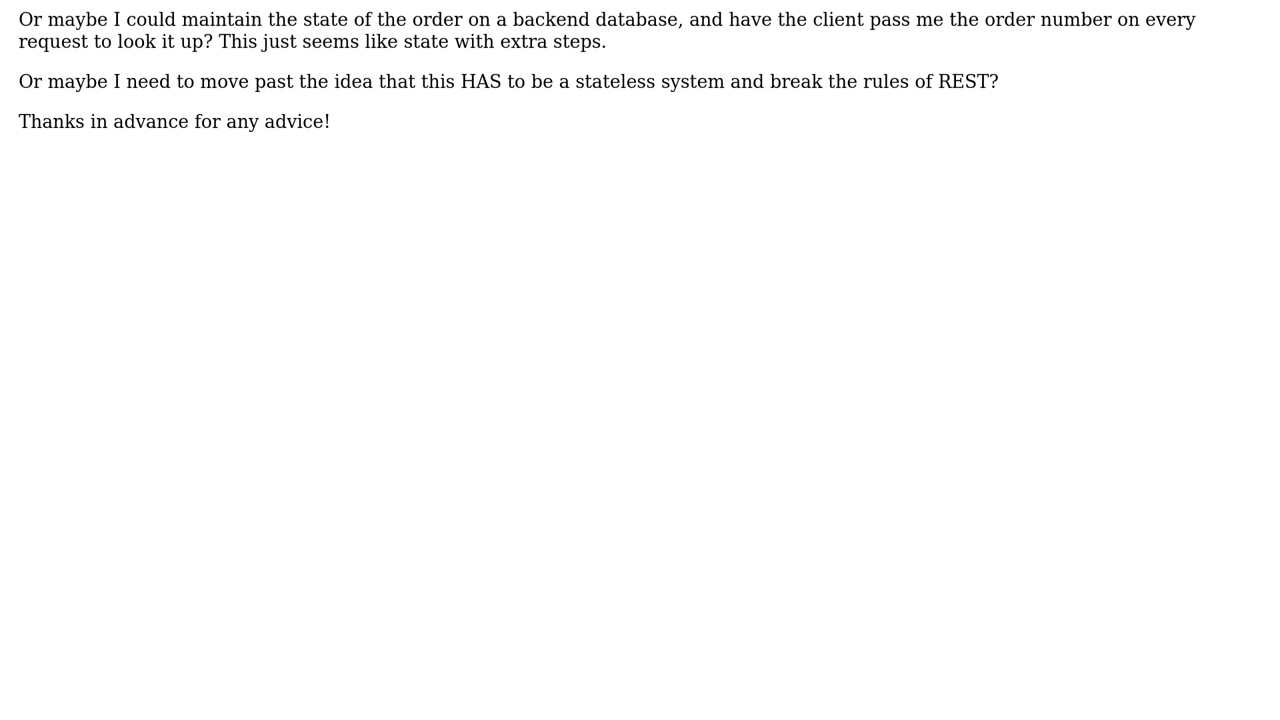 Or maybe I could maintain the state of the order on a backend database, and have the client pass me the order number on every
request to look it up? This just seems like state with extra steps.
Or maybe I need to move past the idea that this HAS to be a stateless system and break the rules of REST?
Thanks in advance for any advice!